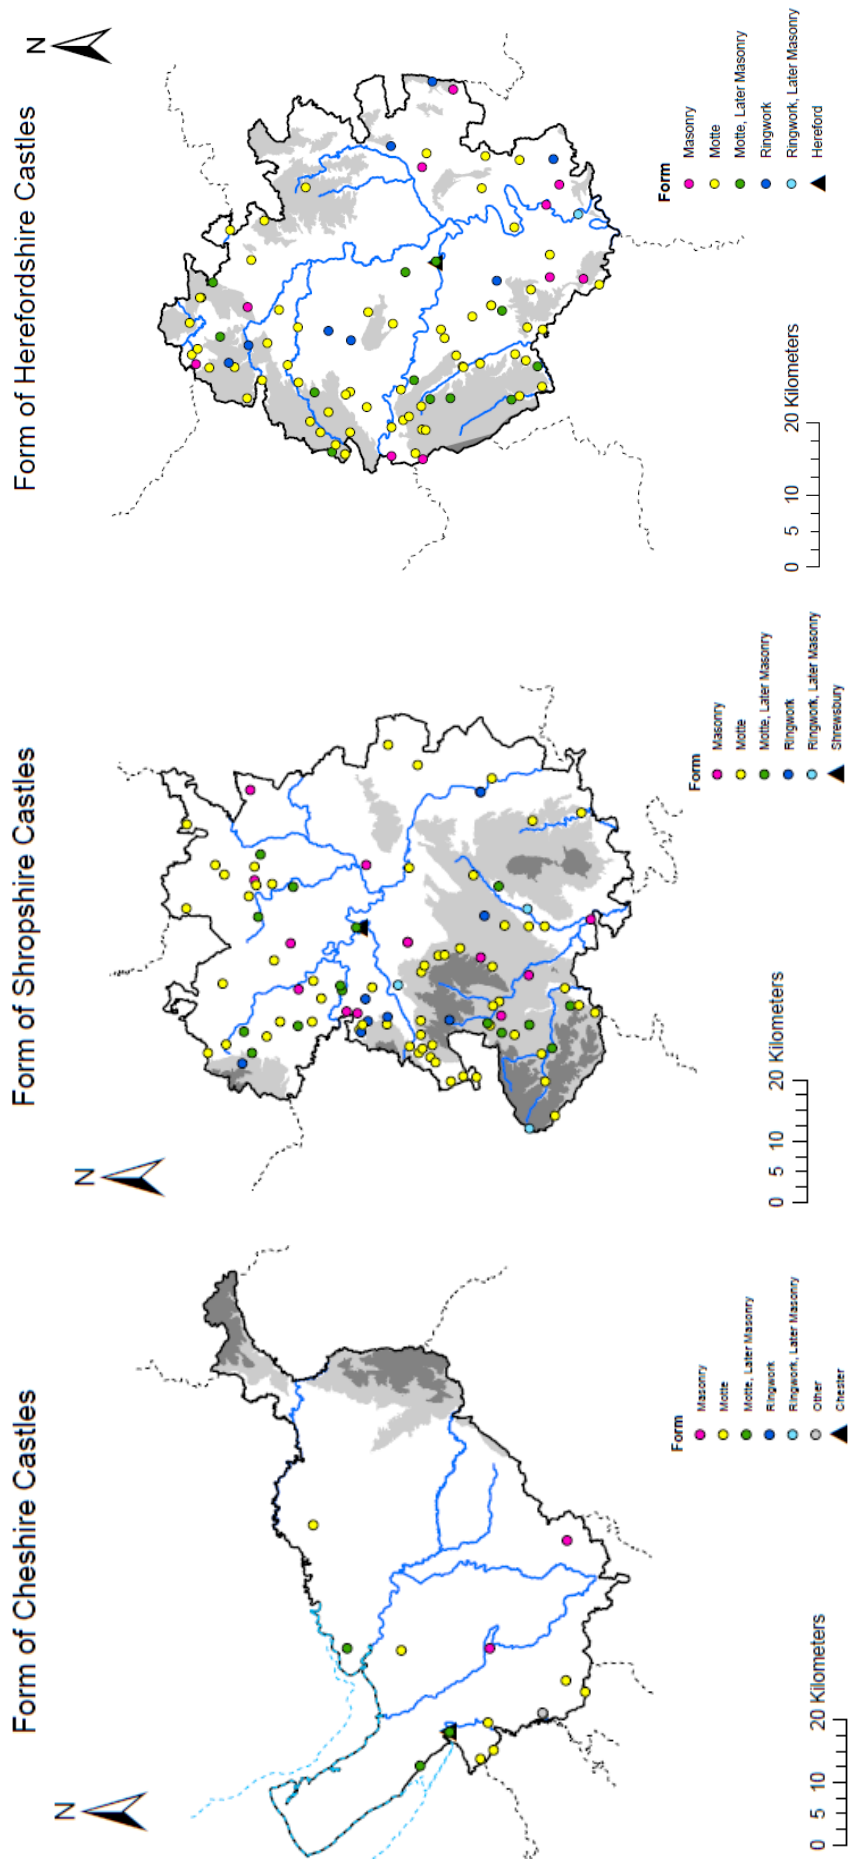 Form of Cheshire Castles
N
Form
Masonry
Motte
Motte, Later Masonry
Ringwork
Ringwork, Later Masonry
Other
Chester
0 5 10 20 Kilometers
Form of Shropshire Castles
N
Form
Masonry
Motte
Motte, Later Masonry
Ringwork
Ringwork, Later Masonry
Shrewsbury
0 5 10 20 Kilometers
Form of Herefordshire Castles
N
Form
Masonry
Motte
Motte, Later Masonry
Ringwork
Ringwork, Later Masonry
Hereford
0 5 10 20 Kilometers